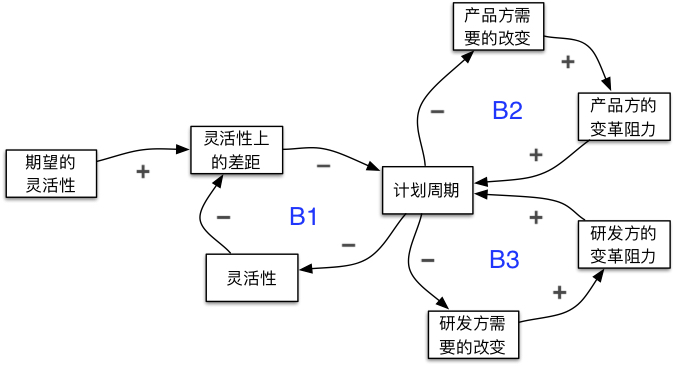 产品方需
要的改变
+
−
B2
产品方的
变革阻力
灵活性上
的差距
期望的
灵活性
+
−
+
计划周期
−
B1
+
−
研发方的
变革阻力
灵活性
−
B3
+
研发方需
要的改变